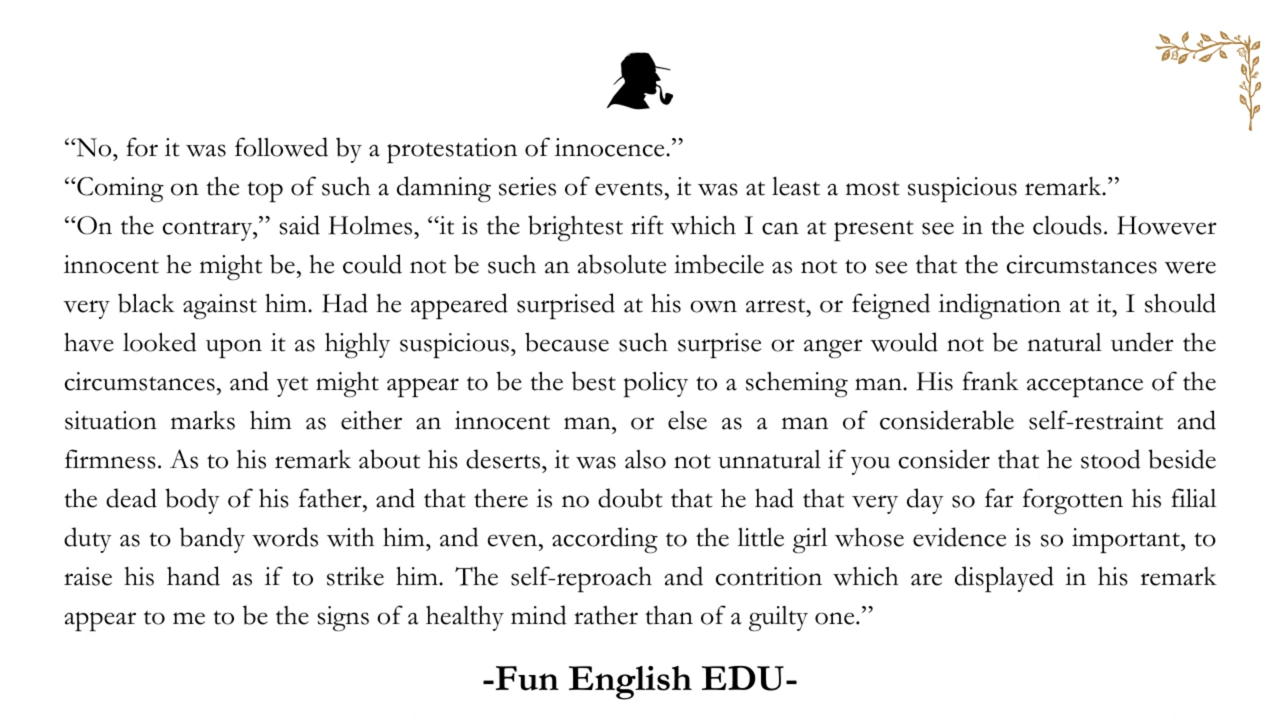 “No, for it was followed by a protestation of innocence.”
“Coming on the top of such a damning series of events, it was at least a most suspicious remark.”
“On the contrary,” said Holmes, “it is the brightest rift which I can at present see in the clouds. However
innocent he might be, he could not be such an absolute imbecile as not to see that the circumstances were
very black against him. Had he appeared surprised at his own arrest, or feigned indignation at it, I should
have looked upon it as highly suspicious, because such surprise or anger would not be natural under the
circumstances, and yet might appear to be the best policy to a scheming man. His frank acceptance of the
situation marks him as either an innocent man, or else as a man of considerable self-restraint and
firmness. As to his remark about his deserts, it was also not unnatural if you consider that he stood beside
the dead body of his father, and that there is no doubt that he had that very day so far forgotten his filial
duty as to bandy words with him, and even, according to the little girl whose evidence is so important, to
raise his hand as if to strike him. The self-reproach and contrition which are displayed in his remark
appear to me to be the signs of a healthy mind rather than of a guilty one.”
-Fun English EDU-